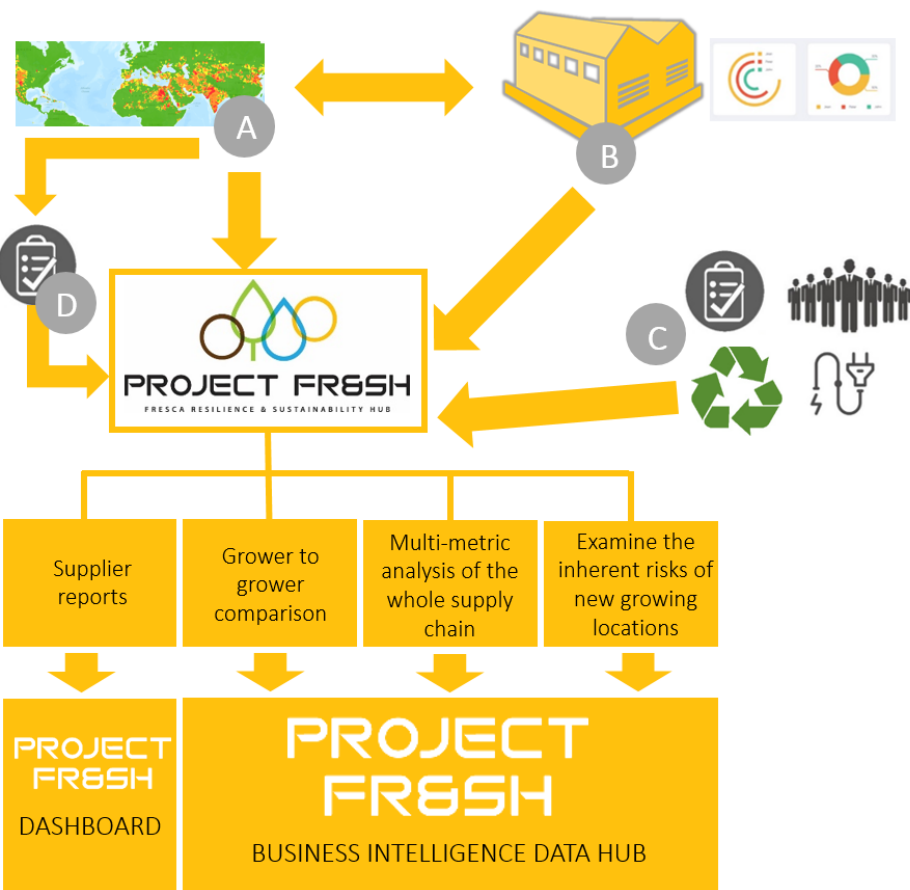 A
B
C
D
PROJECT FR&SH
FRESCA RESILIENCE & SUSTAINABILITY HUB
Supplier
reports
Grower to
grower
comparison
Multi-metric
analysis of the
whole supply
chain
Examine the
inherent risks of
new growing
locations
PROJECT
FR&SH
DASHBOARD
PROJECT
FR&SH
BUSINESS INTELLIGENCE DATA HUB